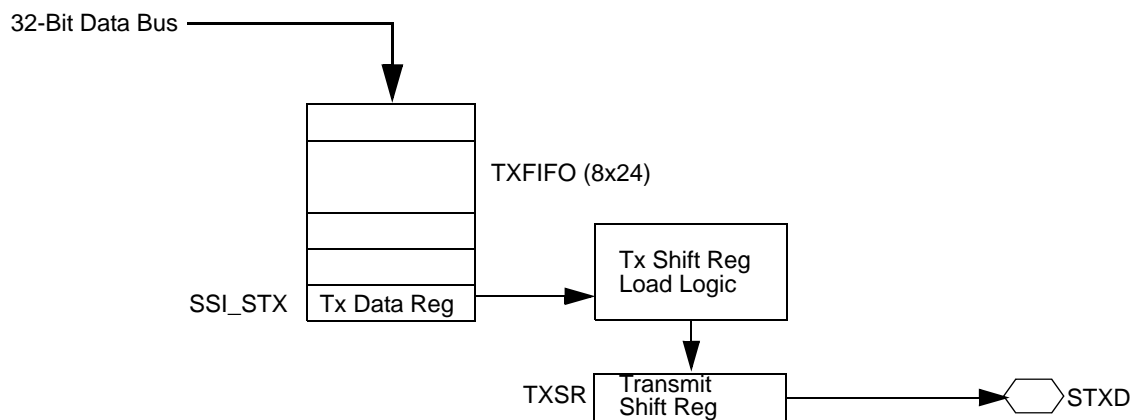 32-Bit Data Bus
TXFIFO (8x24)
Tx Shift Reg
Load Logic
SSI_STX
Tx Data Reg
TXSR
Transmit
Shift Reg
STXD